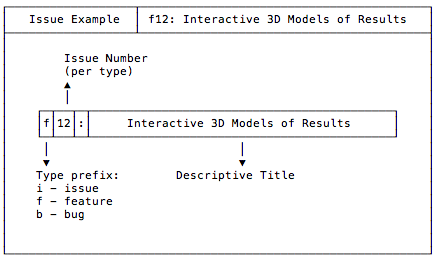 Issue Example
f12: Interactive 3D Models of Results
Issue Number
(per type)
f 12 : Interactive 3D Models of Results
Type prefix:
i - issue
f - feature
b - bug
Descriptive Title